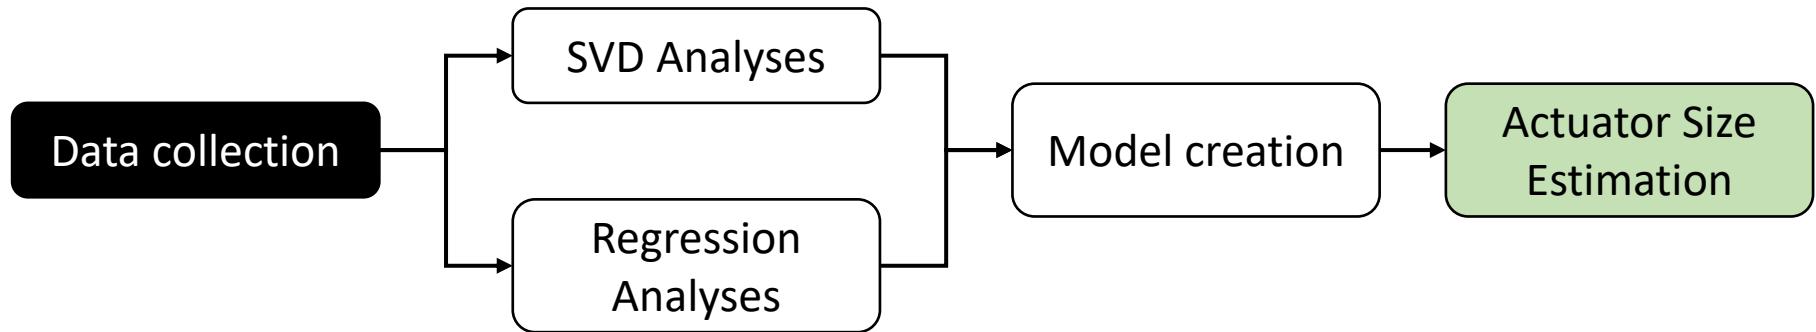 Data collection
SVD Analyses
Regression
Analyses
Model creation
Actuator Size
Estimation